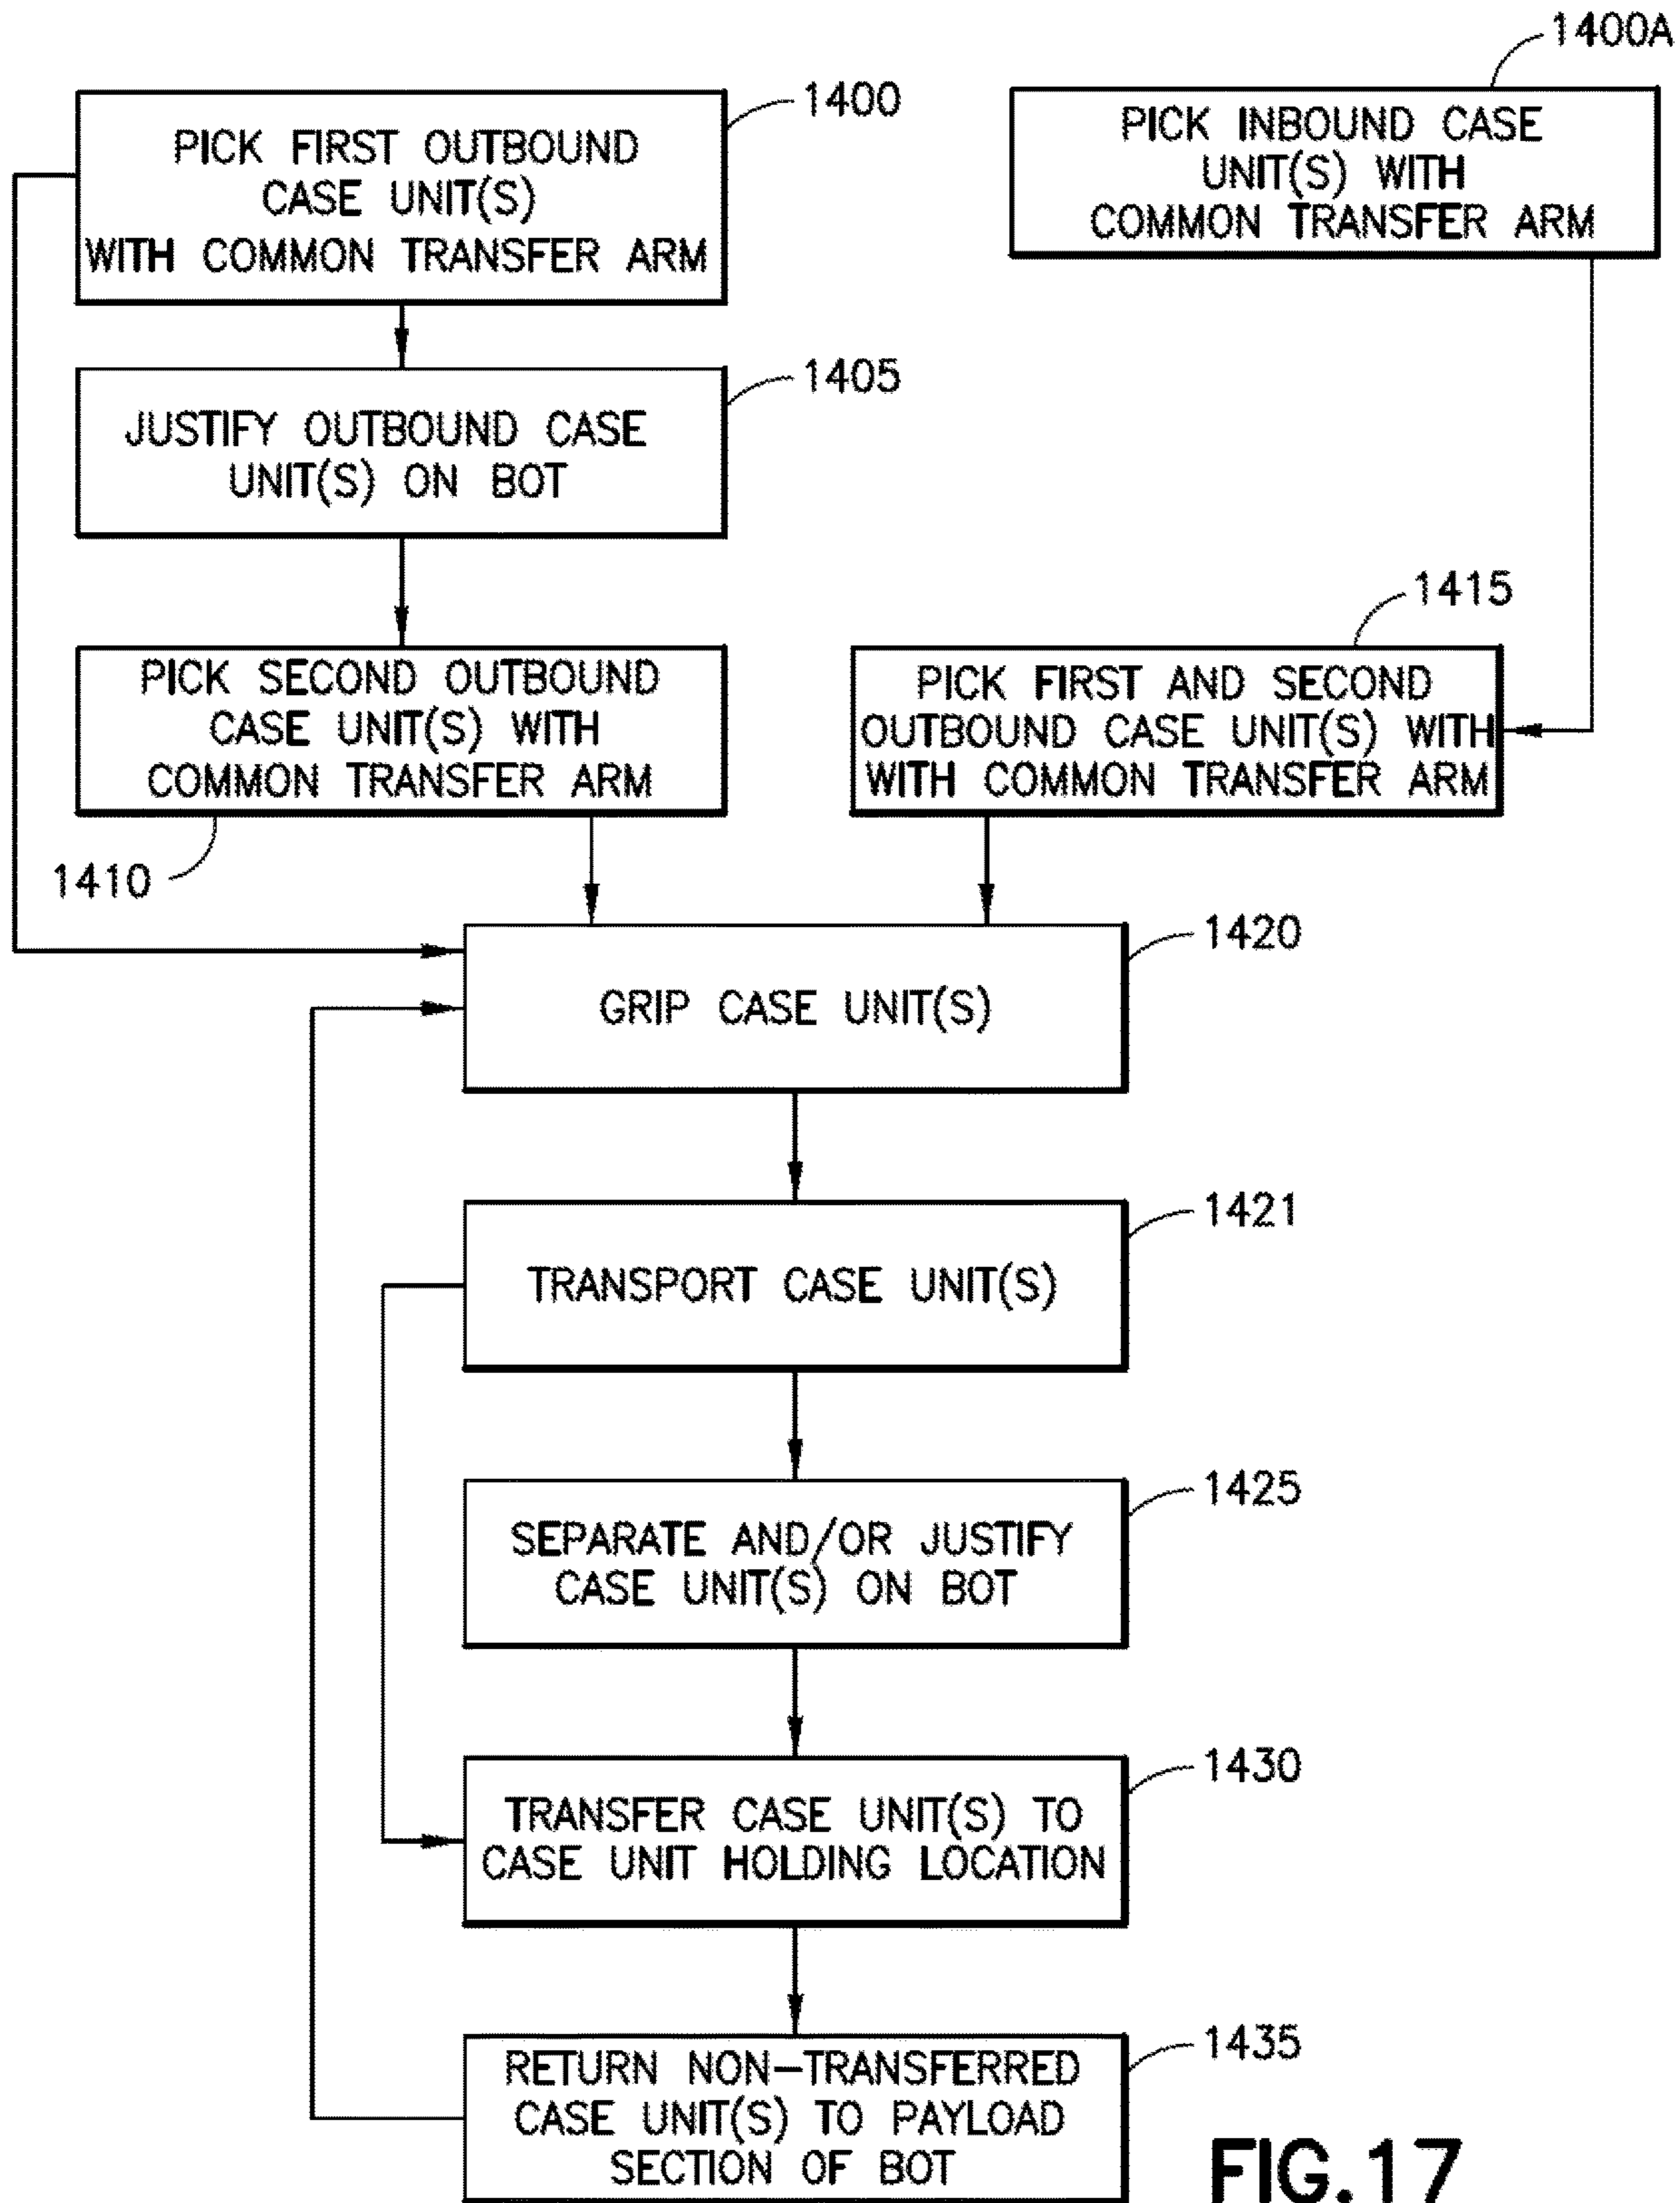 1400A
1400
PICK FIRST OUTBOUND
CASE UNIT(S)
WITH COMMON TRANSFER ARM
PICK INBOUND CASE
UNIT(S) WITH
COMMON TRANSFER ARM
1405
JUSTIFY OUTBOUND CASE
UNIT(S) ON BOT
1415
PICK SECOND OUTBOUND
CASE UNIT(S) WITH
COMMON TRANSFER ARM
PICK FIRST AND SECOND
OUTBOUND CASE UNIT(S) WITH
WITH COMMON TRANSFER ARM
1410
1420
GRIP CASE UNIT(S)
1421
TRANSPORT CASE UNIT(S)
1425
SEPARATE AND/OR JUSTIFY
CASE UNIT(S) ON BOT
1430
TRANSFER CASE UNIT(S) TO
CASE UNIT HOLDING LOCATION
1435
RETURN NON-TRANSFERRED
CASE UNIT(S) TO PAYLOAD
SECTION OF BOT
FIG.17